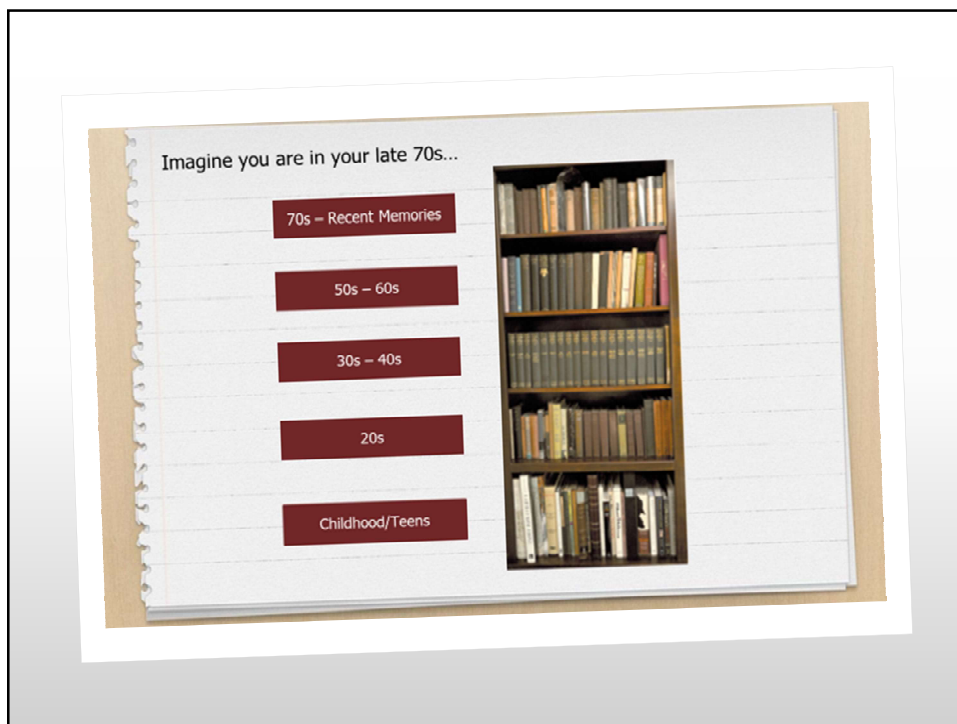 Imagine you are in your late 70s...
70s – Recent Memories
50s – 60s
30s – 40s
20s
Childhood/Teens